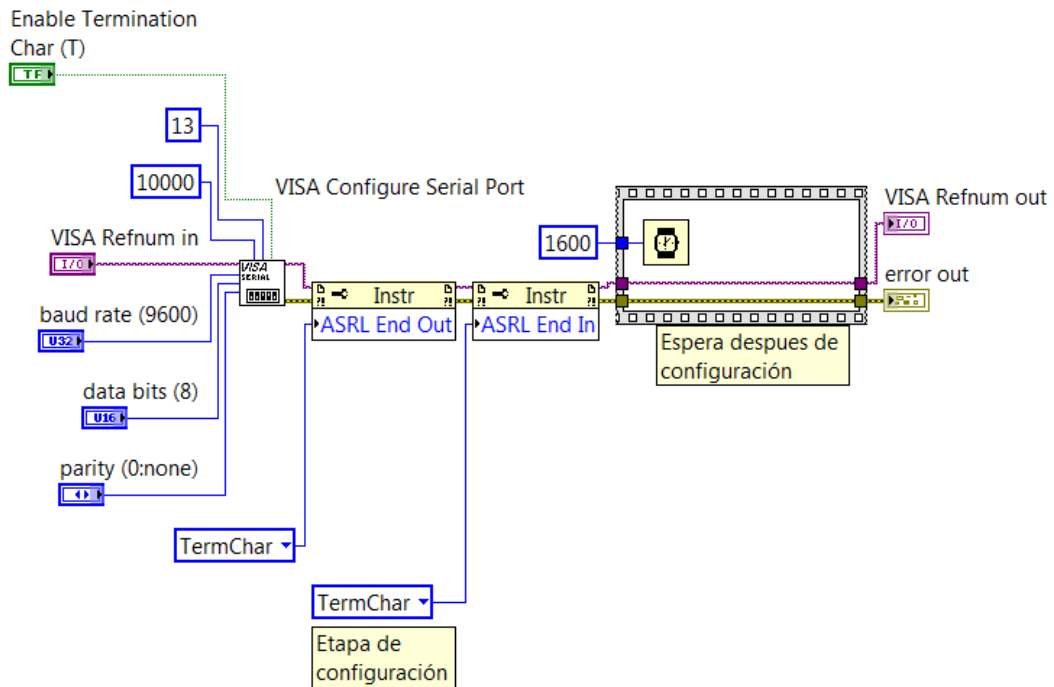 Enable Termination
Char (T)
TF
13
10000
VISA Configure Serial Port
VISA Refnum in
I/O
VISA
SERIAL
baud rate (9600)
U32
data bits (8)
U16
parity (0:none)
Instr
ASRL End Out
Instr
ASRL End In
1600
VISA Refnum out
I/O
error out
Espera despues de
configuración
TermChar
TermChar
Etapa de
configuración